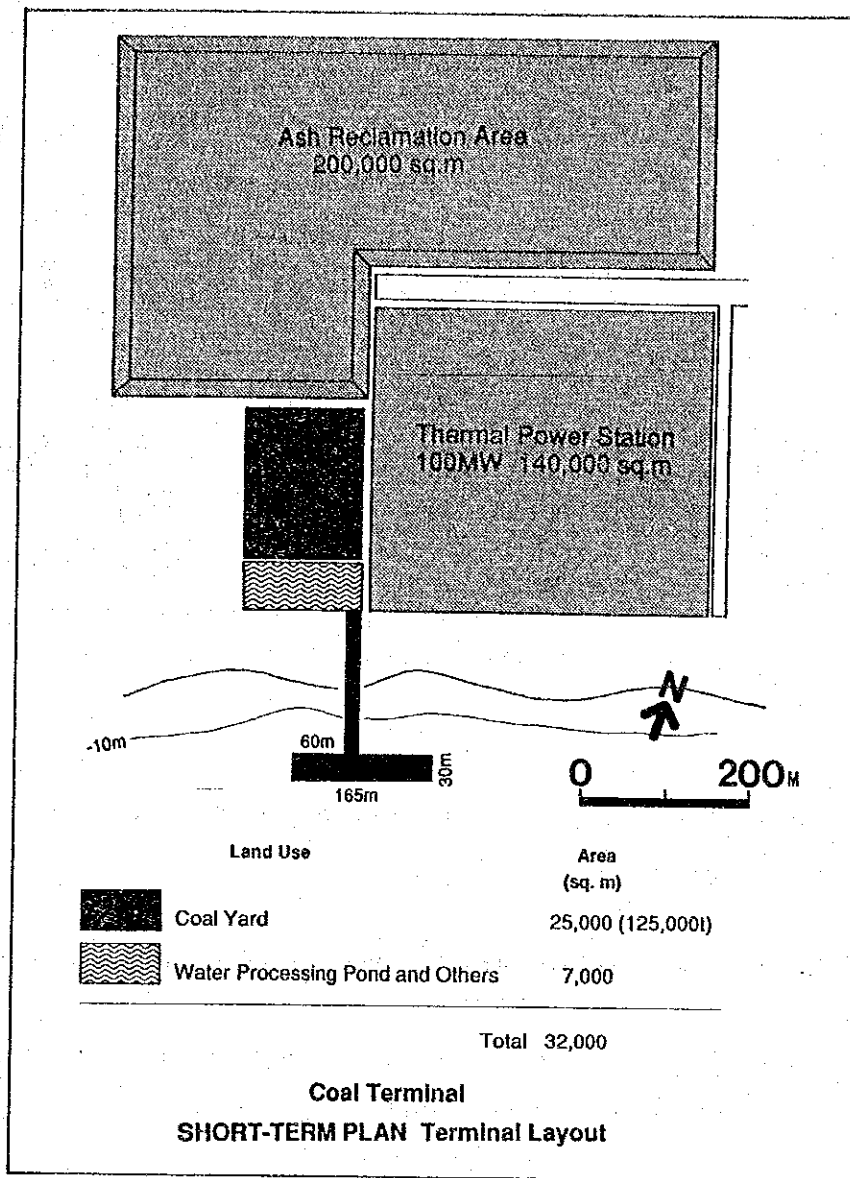 Ash Reclamation Area
200,000 sq.m
Thermal Power Station
100MW 140,000 sq.m
N
-10m
60m
30m
165m
0 200M
Land Use Area
(sq. m)
Coal Yard 25,000 (125,000t)
Water Processing Pond and Others 7,000
Total 32,000
Coal Terminal
SHORT-TERM PLAN Terminal Layout